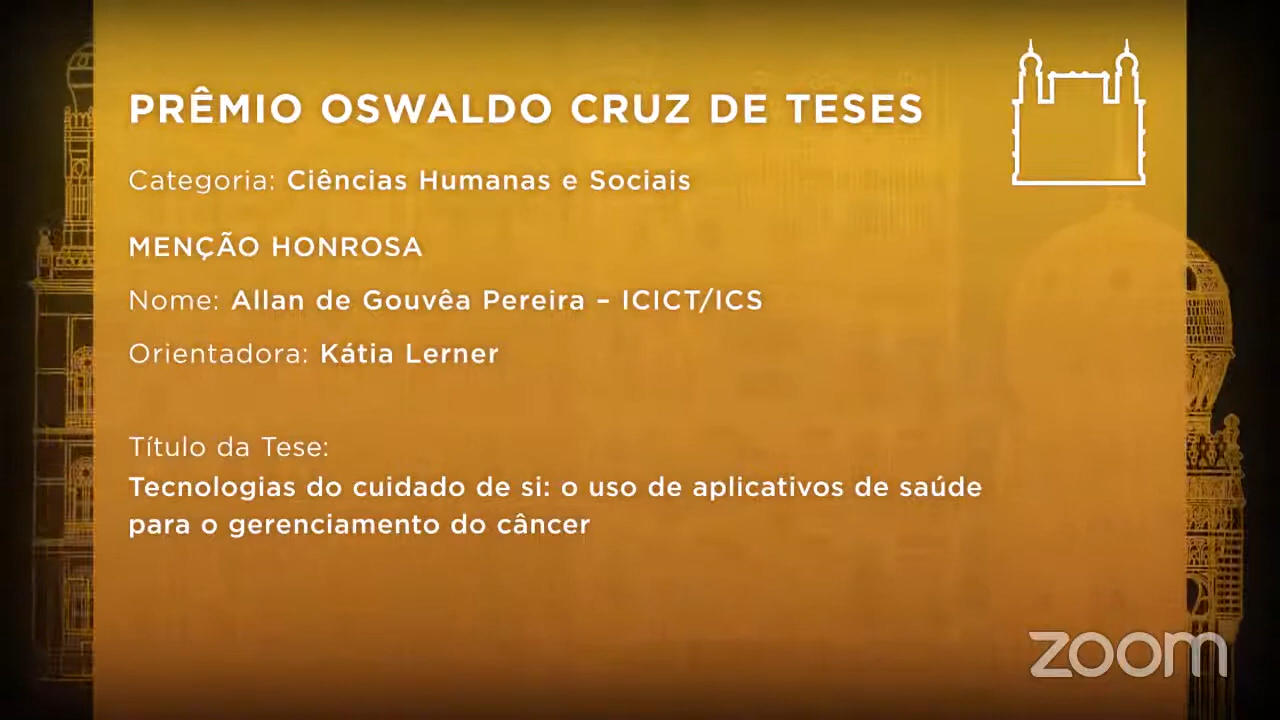 PRÊMIO OSWALDO CRUZ DE TESES
Categoria: Ciências Humanas e Sociais
MENÇÃO HONROSA
Nome: Allan de Gouvêa Pereira – ICICT/ICS
Orientadora: Kátia Lerner
Título da Tese:
Tecnologias do cuidado de si: o uso de aplicativos de saúde
para o gerenciamento do câncer
zoom